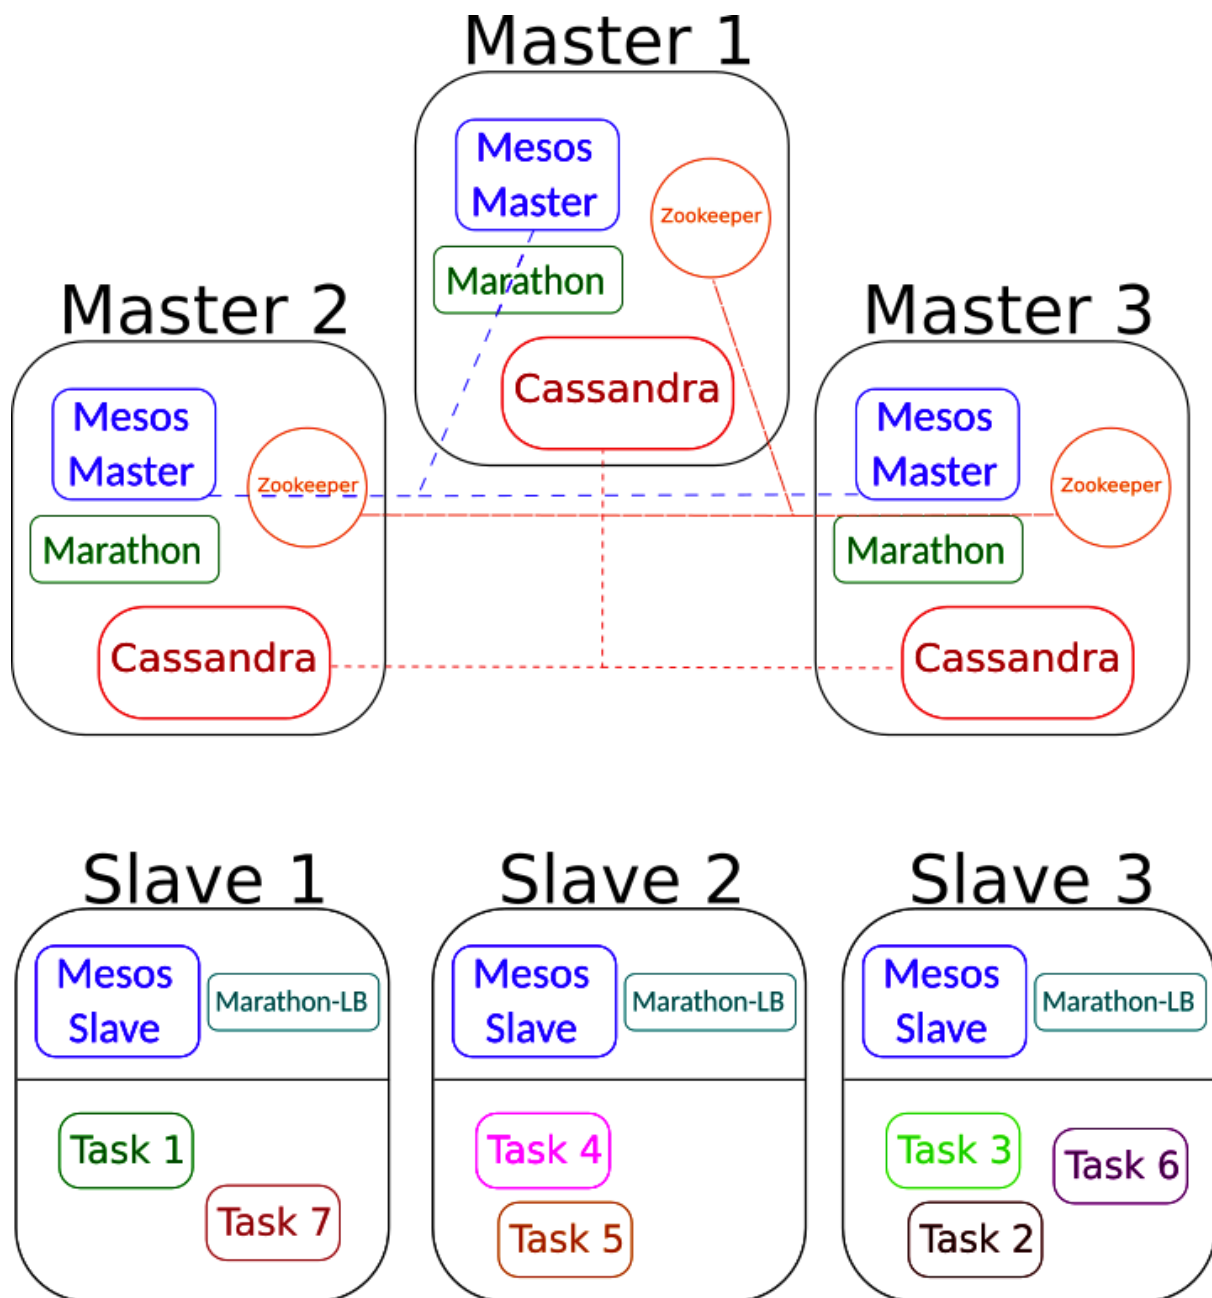 Master 1
Mesos
Master
Zookeeper
Marathon
Cassandra
Master 2
Mesos
Master
Zookeeper
Marathon
Cassandra
Master 3
Mesos
Master
Zookeeper
Marathon
Cassandra
Slave 1
Mesos
Slave
Marathon-LB
Task 1
Task 7
Slave 2
Mesos
Slave
Marathon-LB
Task 4
Task 5
Slave 3
Mesos
Slave
Marathon-LB
Task 3
Task 6
Task 2